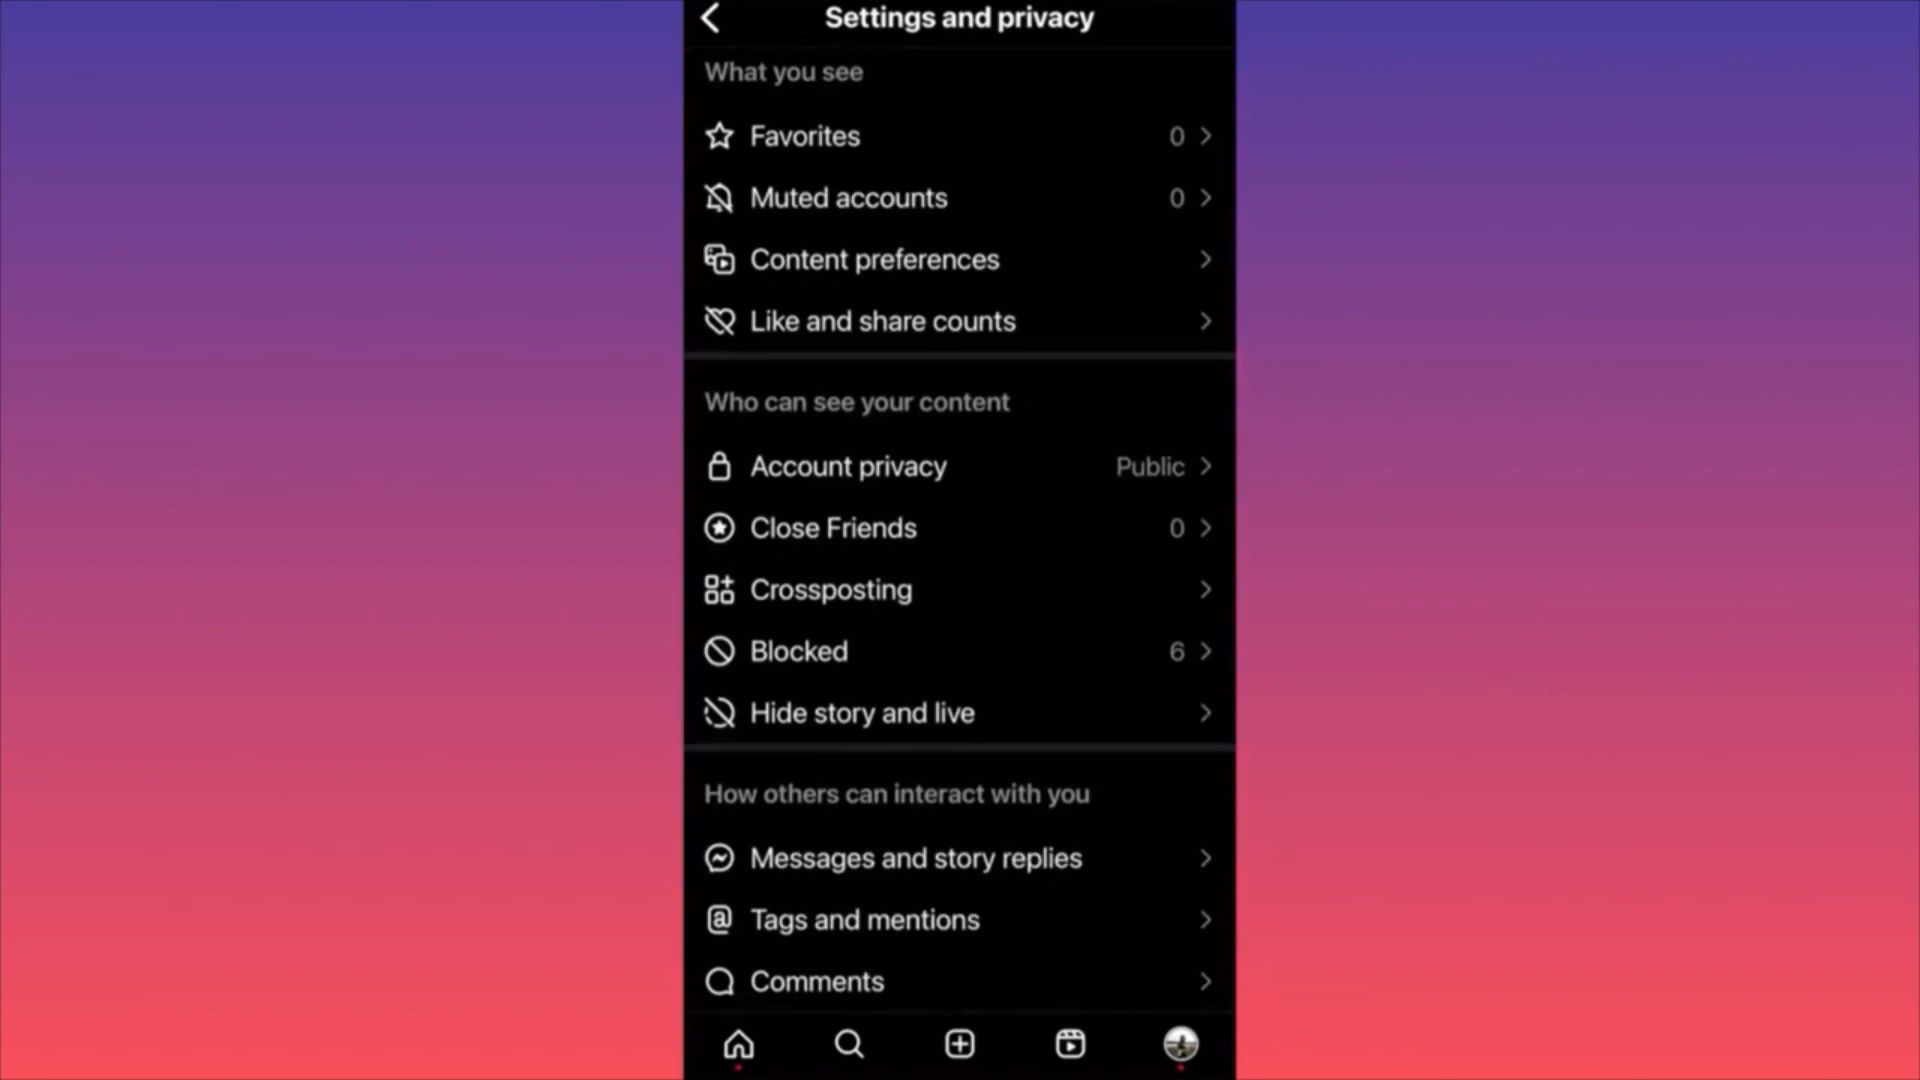 Settings and privacy
What you see
Favorites 0
Muted accounts 0
Content preferences
Like and share counts
Who can see your content
Account privacy Public
Close Friends 0
Crossposting
Blocked 6
Hide story and live
How others can interact with you
Messages and story replies
Tags and mentions
Comments